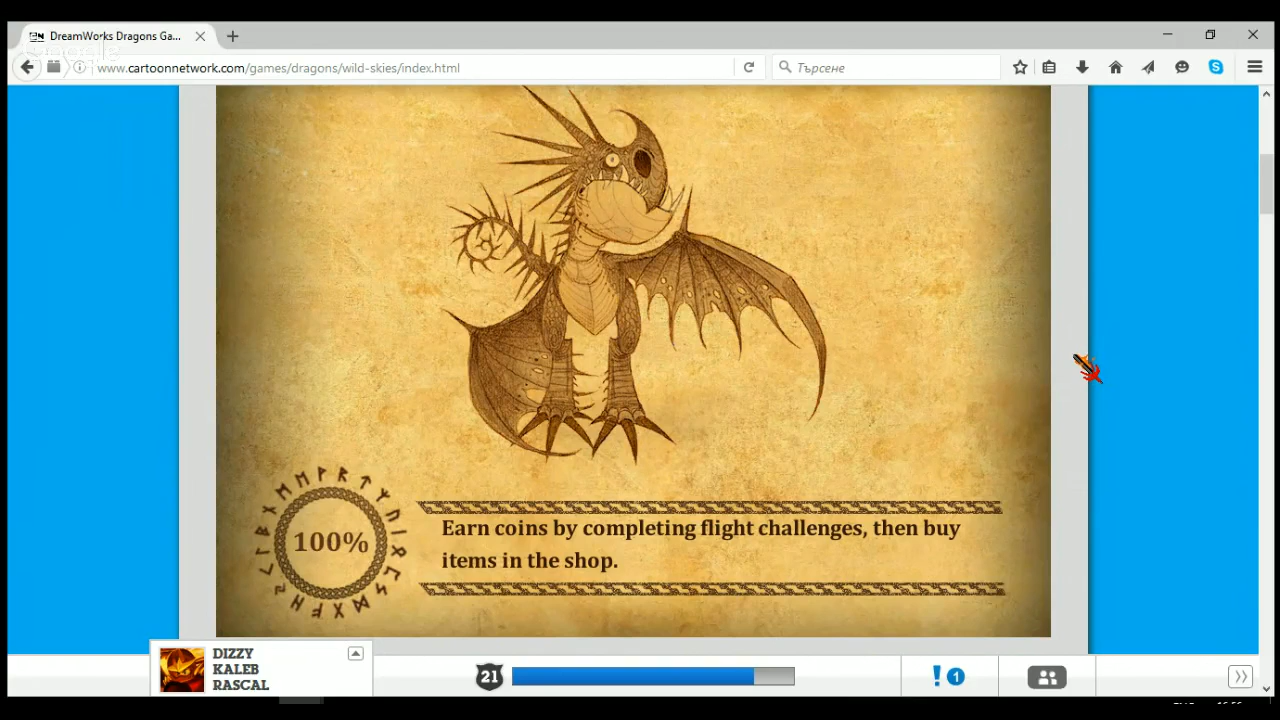 DreamWorks Dragons Ga...
www.cartoonnetwork.com/games/dragons/wild-skies/index.html
Търсене
100%
Earn coins by completing flight challenges, then buy
items in the shop.
DIZZY
KALEB
RASCAL
21
1